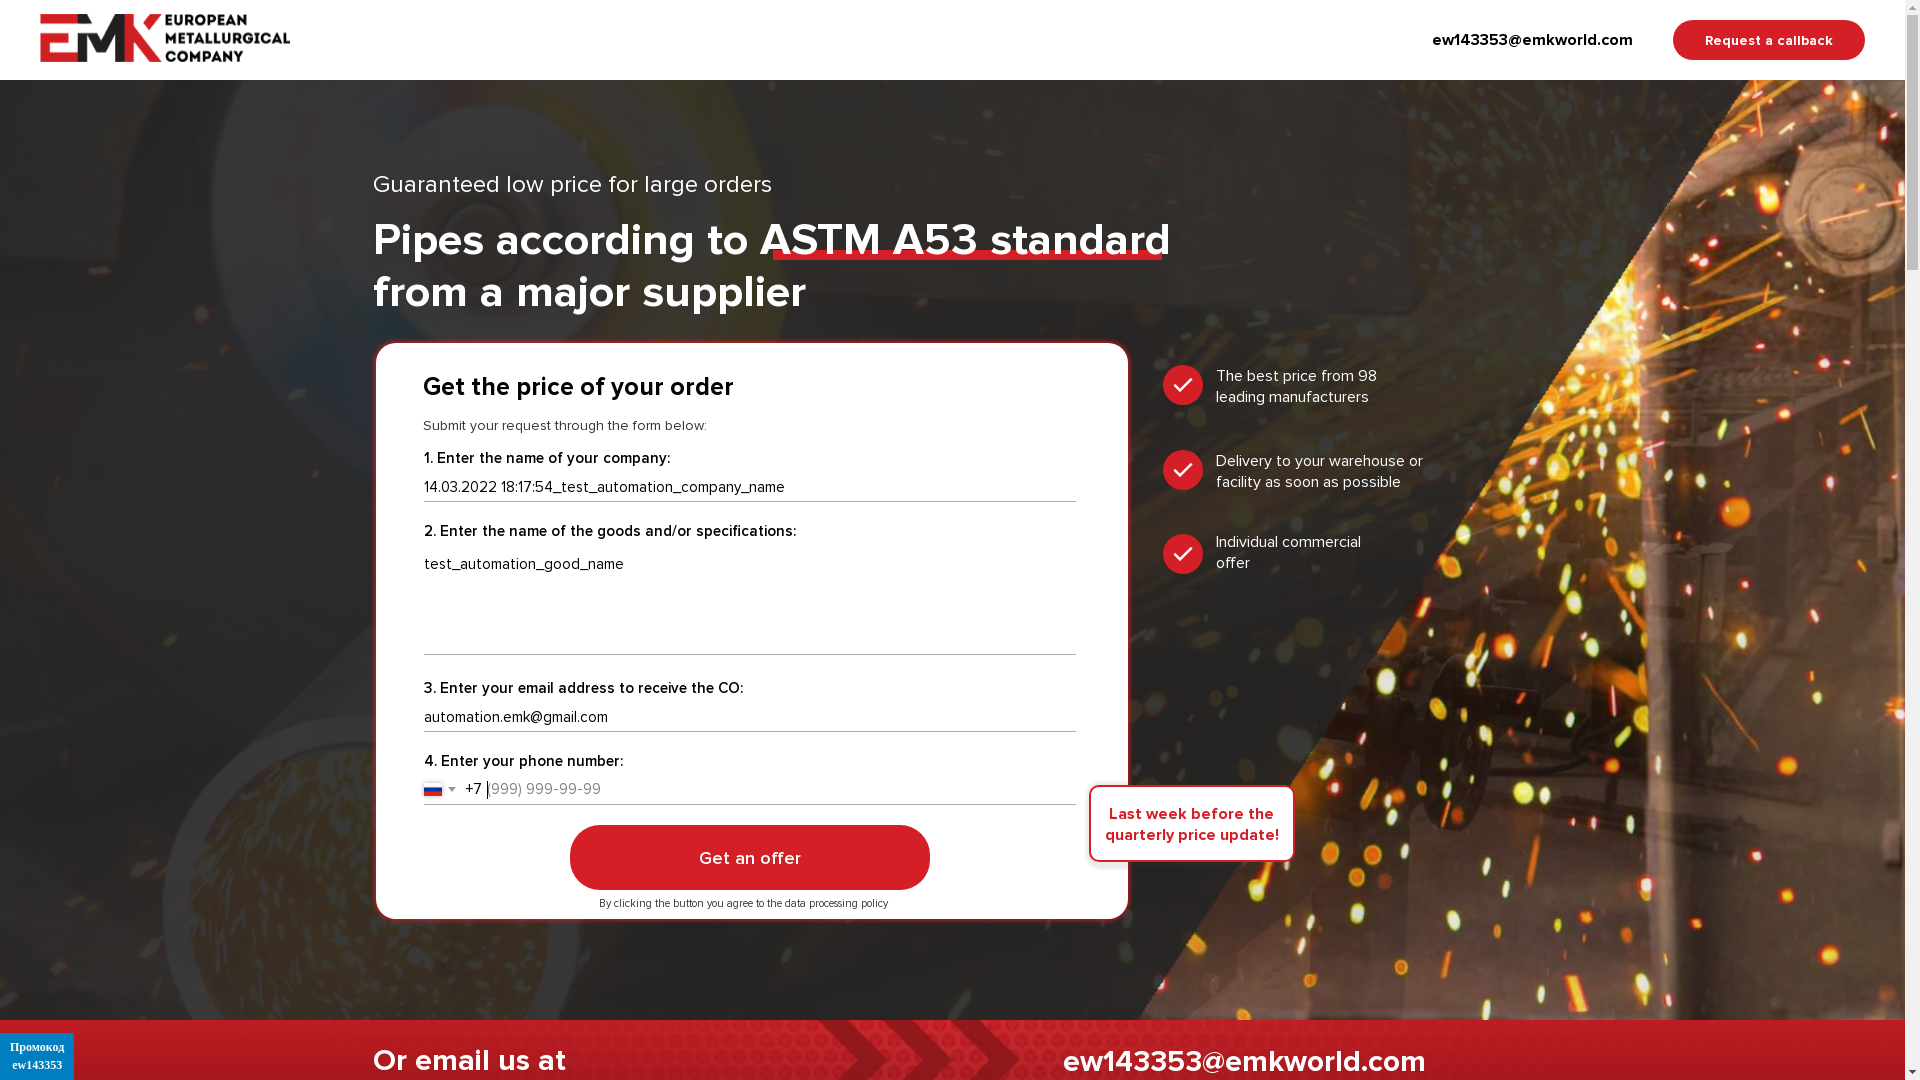 EMK EUROPEAN
METALLURGICAL
COMPANY
ew143353@emkworld.com
Request a callback
Guaranteed low price for large orders
Pipes according to ASTM A53 standard
from a major supplier
Get the price of your order
Submit your request through the form below:
1. Enter the name of your company:
14.03.2022 18:17:54_test_automation_company_name
2. Enter the name of the goods and/or specifications:
test_automation_good_name
3. Enter your email address to receive the CO:
automation.emk@gmail.com
4. Enter your phone number:
+7 (999) 999-99-99
Get an offer
By clicking the button you agree to the data processing policy
The best price from 98
leading manufacturers
Delivery to your warehouse or
facility as soon as possible
Individual commercial
offer
Last week before the
quarterly price update!
Or email us at
ew143353@emkworld.com
Промокод
ew143353